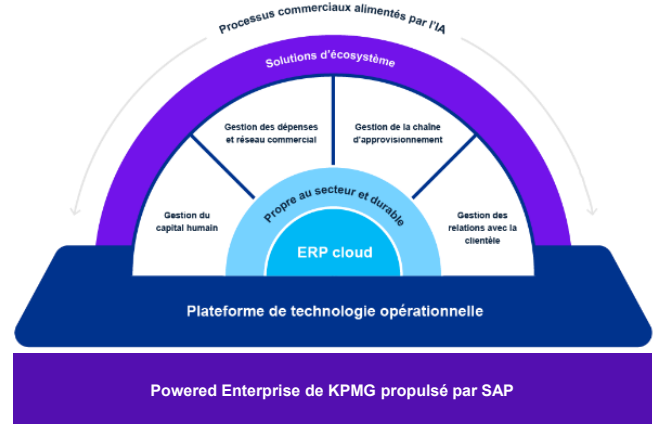 Processus commerciaux alimentés par l'IA
Solutions d'écosystème
Gestion des dépenses
et réseau commercial
Gestion de la chaîne
d'approvisionnement
Gestion du
capital humain
Propre au secteur et durable
Gestion des
relations avec la
clientèle
ERP cloud
Plateforme de technologie opérationnelle
Powered Enterprise de KPMG propulsé par SAP